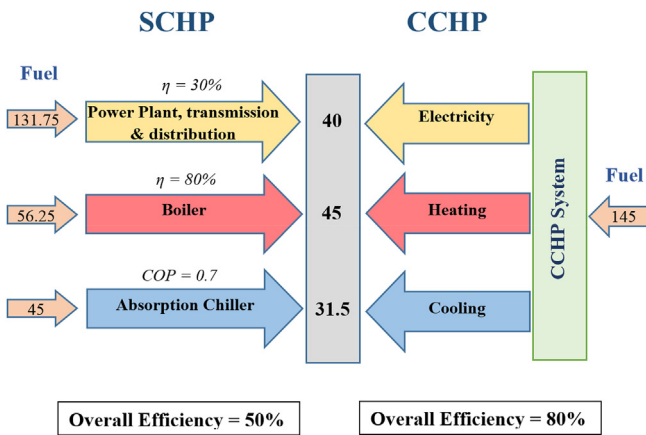 SCHP
CCHP
Fuel
η = 30%
131.75
Power Plant, transmission
& distribution
40
Electricity
η = 80%
Fuel
56.25
Boiler
45
Heating
CCHP System
145
COP = 0.7
45
Absorption Chiller
31.5
Cooling
Overall Efficiency = 50%
Overall Efficiency = 80%